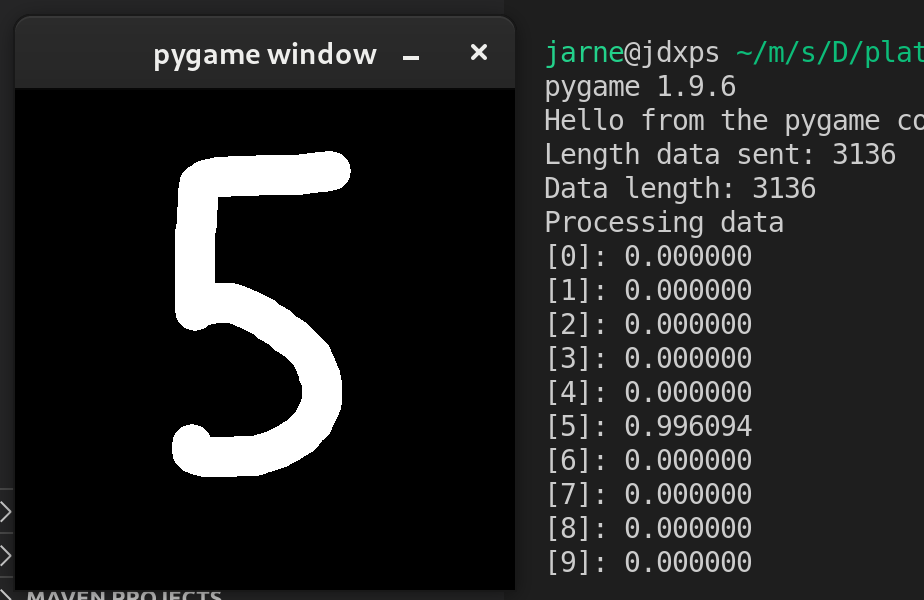 pygame window
5
jarne@jdxps ~/m/s/D/plat
pygame 1.9.6
Hello from the pygame co
Length data sent: 3136
Data length: 3136
Processing data
[0]: 0.000000
[1]: 0.000000
[2]: 0.000000
[3]: 0.000000
[4]: 0.000000
[5]: 0.996094
[6]: 0.000000
[7]: 0.000000
[8]: 0.000000
[9]: 0.000000
MAVEN PROJECTS